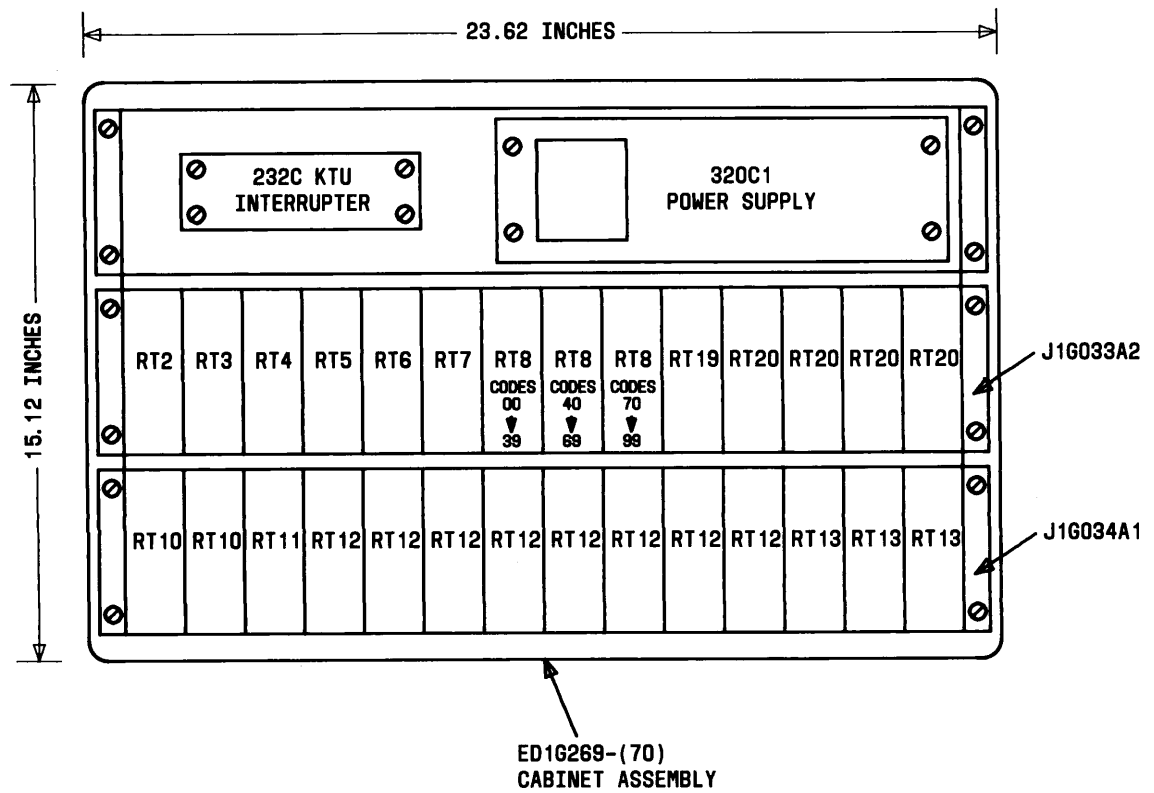 23.62 INCHES
15.12 INCHES
232C KTU
INTERRUPTER
320C1
POWER SUPPLY
RT2 RT3 RT4 RT5 RT6 RT7 RT8 RT8 RT8 RT19 RT20 RT20 RT20 RT20
CODES CODES CODES
00 40 70
39 69 99
J1G033A2
RT10 RT10 RT11 RT12 RT12 RT12 RT12 RT12 RT12 RT12 RT12 RT13 RT13 RT13
J1G034A1
ED1G269-(70)
CABINET ASSEMBLY